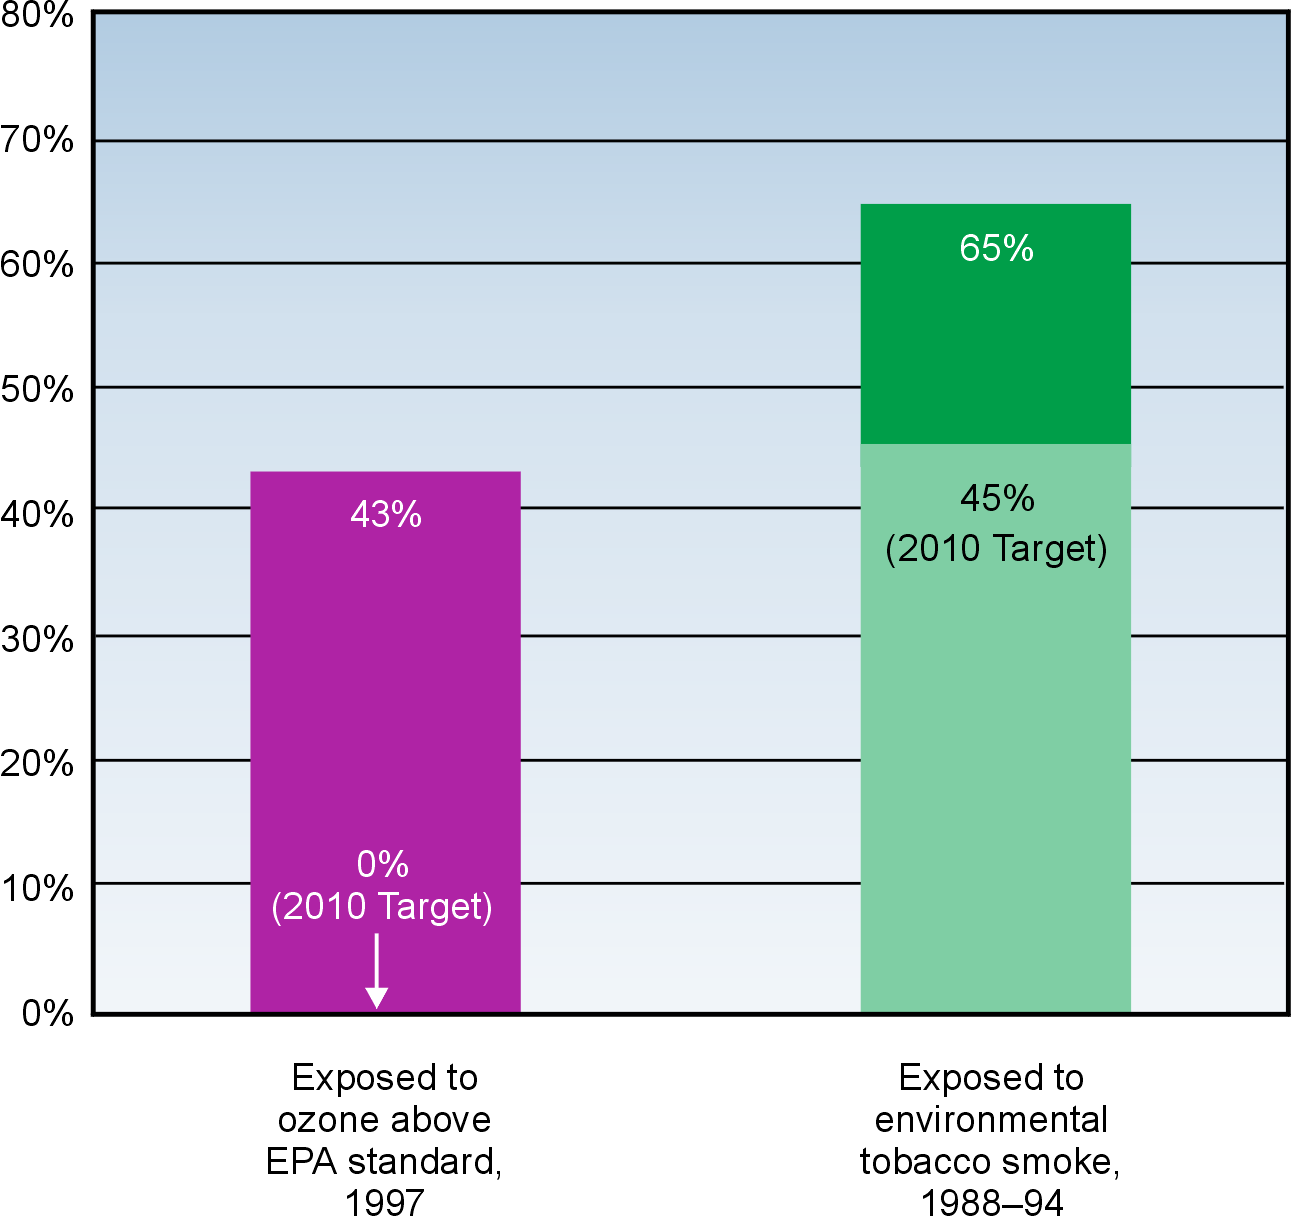 80%
70%
60%
50%
40%
30%
20%
10%
0%
43%
0%
(2010 Target)
65%
45%
(2010 Target)
Exposed to
ozone above
EPA standard,
1997
Exposed to
environmental
tobacco smoke,
1988–94